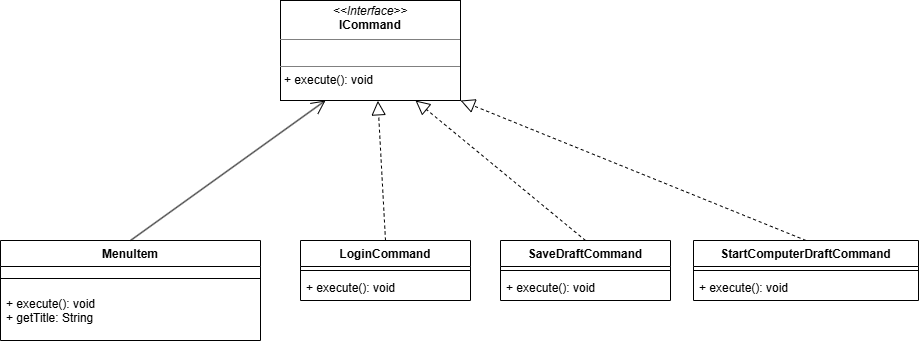 <<Interface>>
ICommand
+ execute(): void
MenuItem
+ execute(): void
+ getTitle: String
LoginCommand
+ execute(): void
SaveDraftCommand
+ execute(): void
StartComputerDraftCommand
+ execute(): void